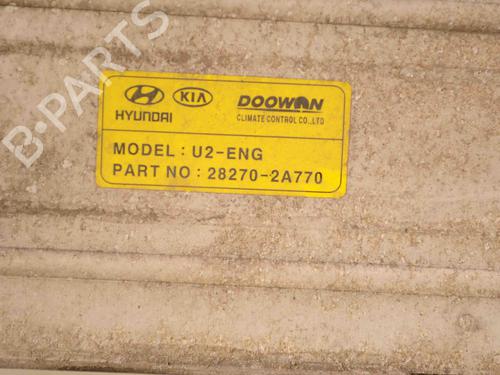 B-PARTS
HYUNDAI
KIA
DOOWON
CLIMATE CONTROL CO.,LTD
MODEL : U2-ENG
PART NO : 28270-2A770